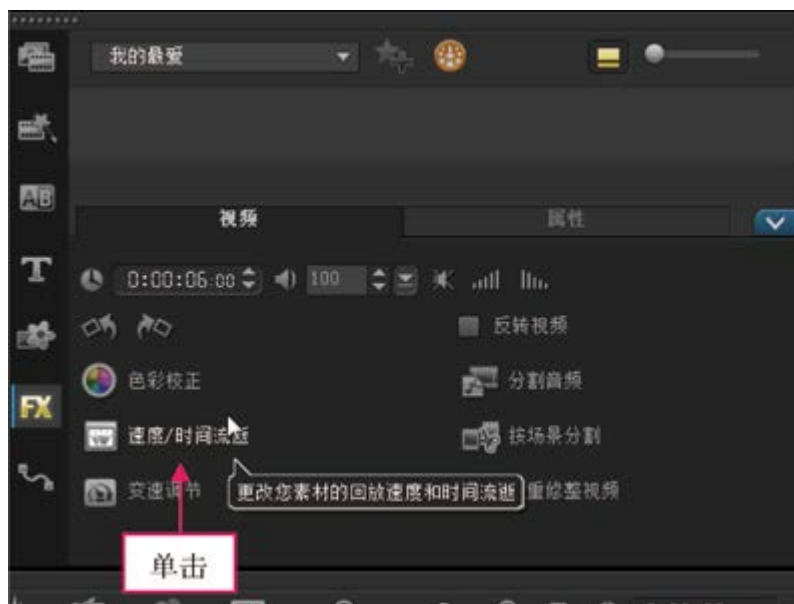 我的最爱
AB
视频 属性
T
0:00:06:00 100
反转视频
色彩校正 分割音频
FX
速度/时间流逝 按场景分割
变速调节 更改您素材的回放速度和时间流逝 重修整视频
单击